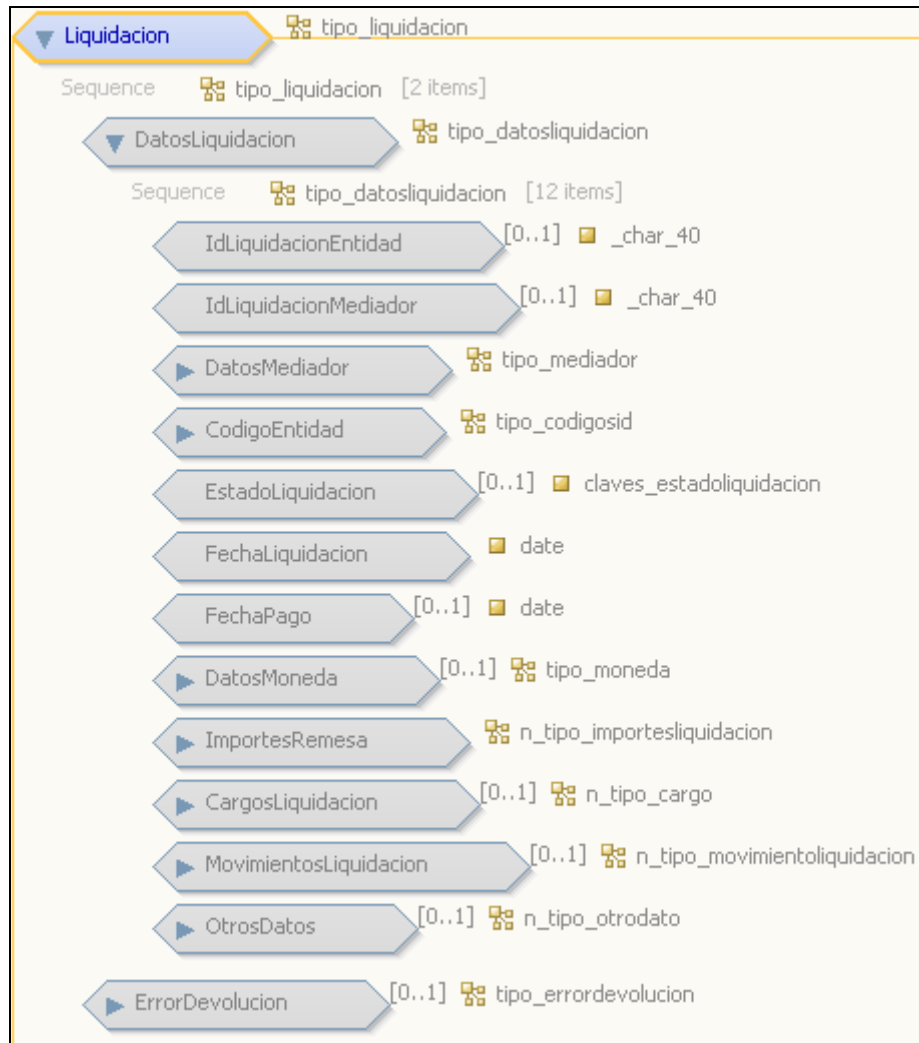 Liquidacion tipo_liquidacion
Sequence tipo_liquidacion [2 items]
DatosLiquidacion tipo_datosliquidacion
Sequence tipo_datosliquidacion [12 items]
IdLiquidacionEntidad [0..1] _char_40
IdLiquidacionMediador [0..1] _char_40
DatosMediador tipo_mediador
CodigoEntidad tipo_codigosid
EstadoLiquidacion [0..1] claves_estadoliquidacion
FechaLiquidacion date
FechaPago [0..1] date
DatosMoneda [0..1] tipo_moneda
ImportesRemesa n_tipo_importesliquidacion
CargosLiquidacion [0..1] n_tipo_cargo
MovimientosLiquidacion [0..1] n_tipo_movimientoliquidacion
OtrosDatos [0..1] n_tipo_otrodato
ErrorDevolucion [0..1] tipo_errordevolucion